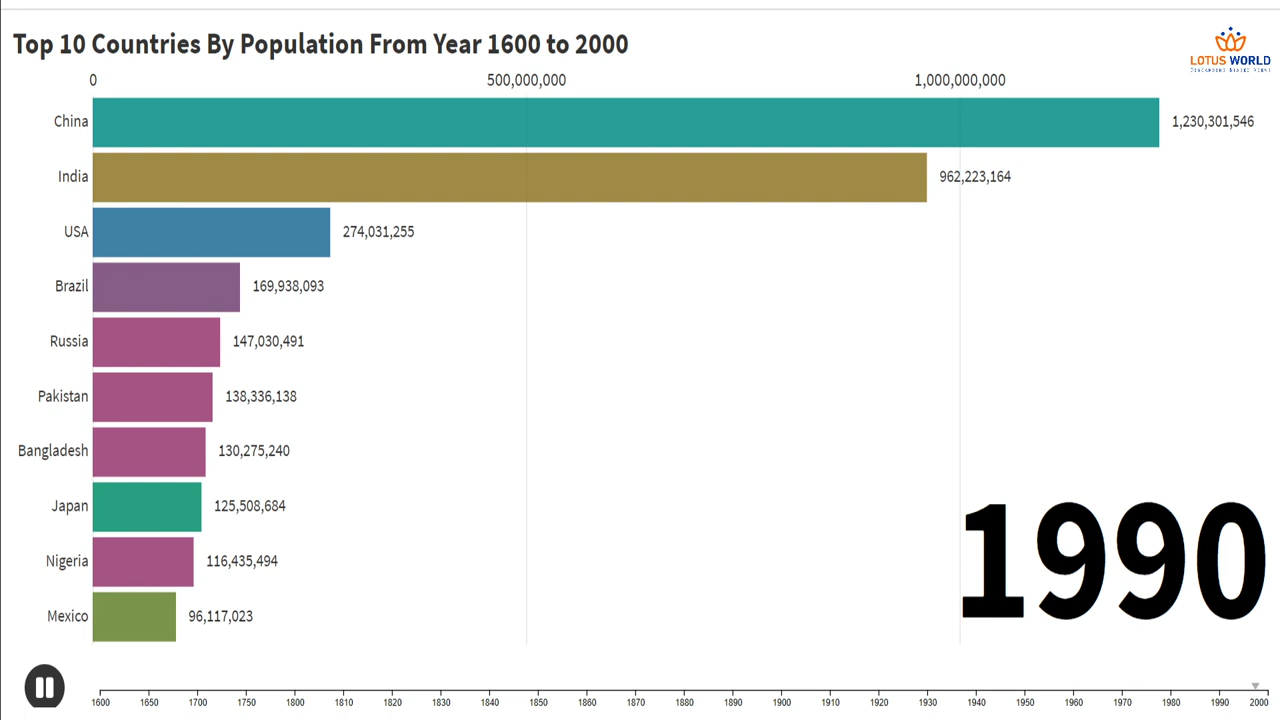 Top 10 Countries By Population From Year 1600 to 2000
LOTUS WORLD
0 500,000,000 1,000,000,000
China 1,230,301,546
India 962,223,164
USA 274,031,255
Brazil 169,938,093
Russia 147,030,491
Pakistan 138,336,138
Bangladesh 130,275,240
Japan 125,508,684
Nigeria 116,435,494
Mexico 96,117,023
1990
1600 1650 1700 1750 1800 1810 1820 1830 1840 1850 1860 1870 1880 1890 1900 1910 1920 1930 1940 1950 1960 1970 1980 1990 2000